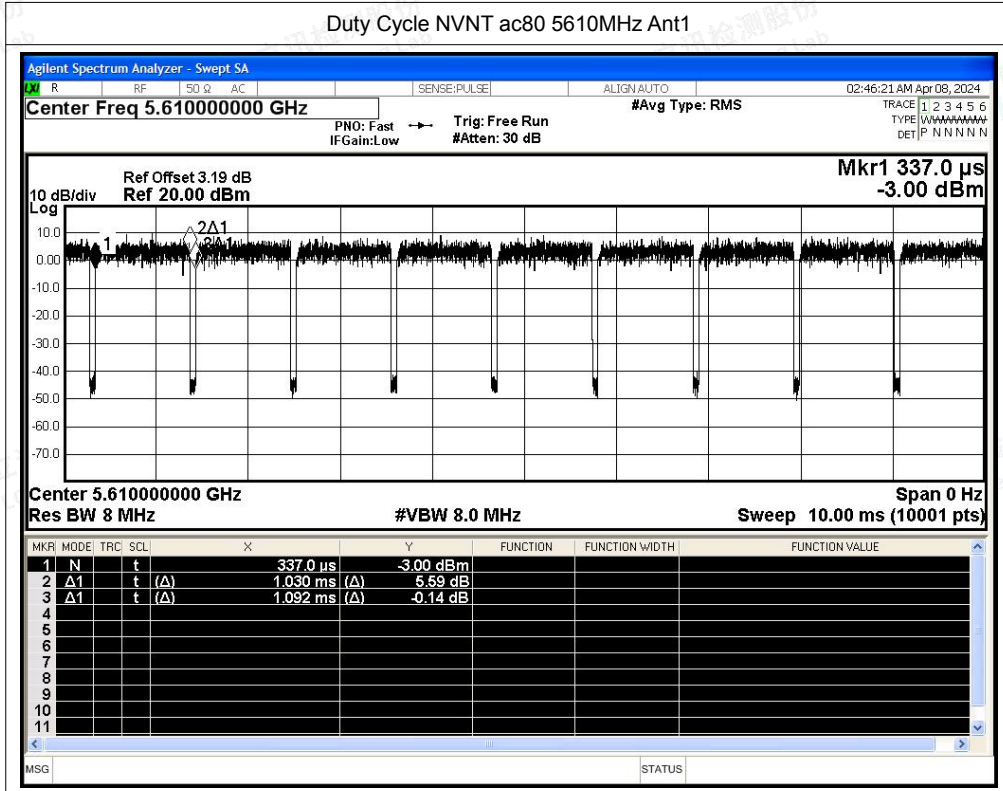 Duty Cycle NVNT ac80 5610MHz Ant1
Agilent Spectrum Analyzer - Swept SA
LXI R RF 50 Ω AC SENSE:PULSE ALIGN AUTO 02:46:21 AM Apr 08, 2024
Center Freq 5.610000000 GHz #Avg Type: RMS TRACE 1 2 3 4 5 6
PNO: Fast Trig: Free Run TYPE WWWWWW
IFGain:Low #Atten: 30 dB DET P N N N N N
Mkr1 337.0 µs
Ref Offset 3.19 dB
10 dB/div Ref 20.00 dBm -3.00 dBm
Log
10.0
0.00
-10.0
-20.0
-30.0
-40.0
-50.0
-60.0
-70.0
1
2Δ1
3Δ1
Center 5.610000000 GHz Span 0 Hz
Res BW 8 MHz #VBW 8.0 MHz Sweep 10.00 ms (10001 pts)
MKR MODE TRC SCL X Y FUNCTION FUNCTION WIDTH FUNCTION VALUE
1 N t 337.0 µs -3.00 dBm
2 Δ1 t (Δ) 1.030 ms (Δ) 5.59 dB
3 Δ1 t (Δ) 1.092 ms (Δ) -0.14 dB
4
5
6
7
8
9
10
11
MSG STATUS